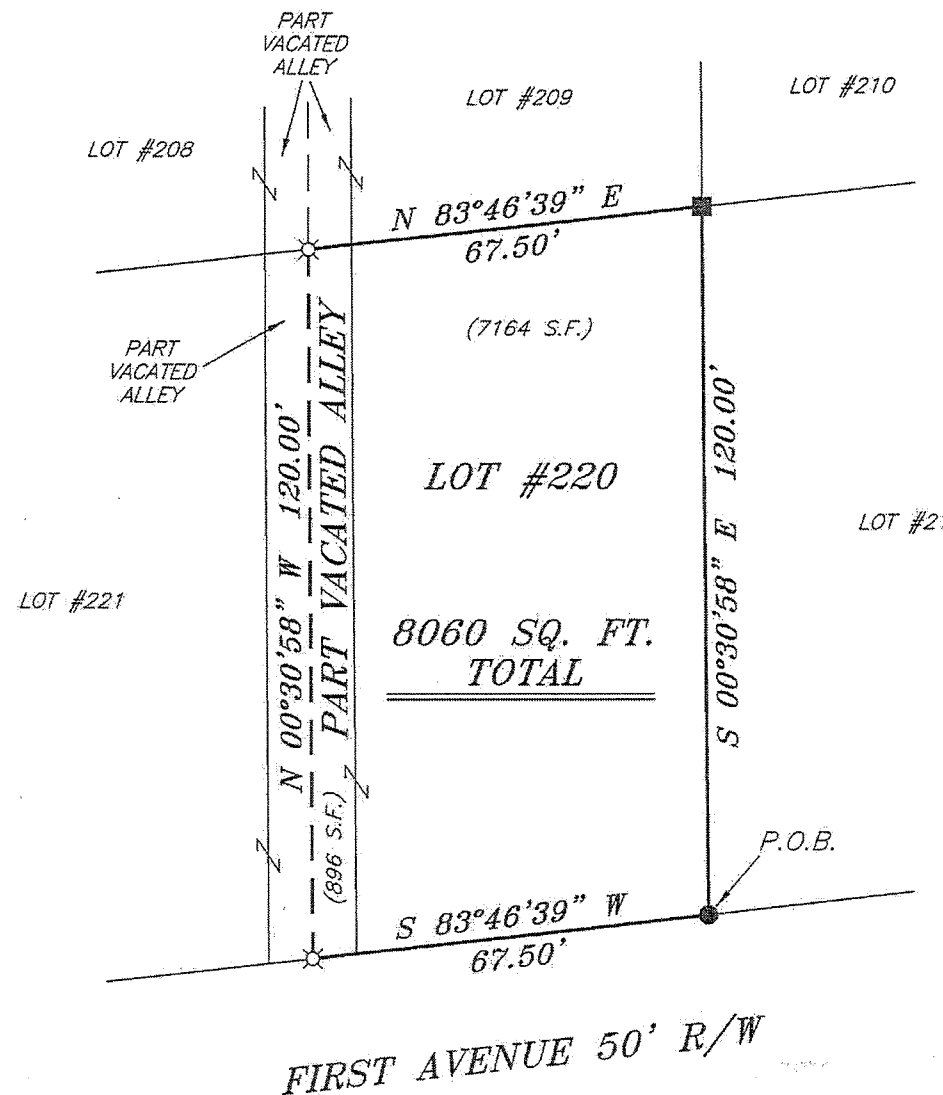 PART
VACATED
ALLEY
LOT #209
LOT #210
LOT #208
N 83°46'39" E
67.50'
(7164 S.F.)
PART
VACATED
ALLEY
N 00°30'58" W 120.00'
PART VACATED ALLEY
(896 S.F.)
LOT #220
S 00°30'58" E 120.00'
LOT #221
8060 SQ. FT.
TOTAL
P.O.B.
S 83°46'39" W
67.50'
FIRST AVENUE 50' R/W